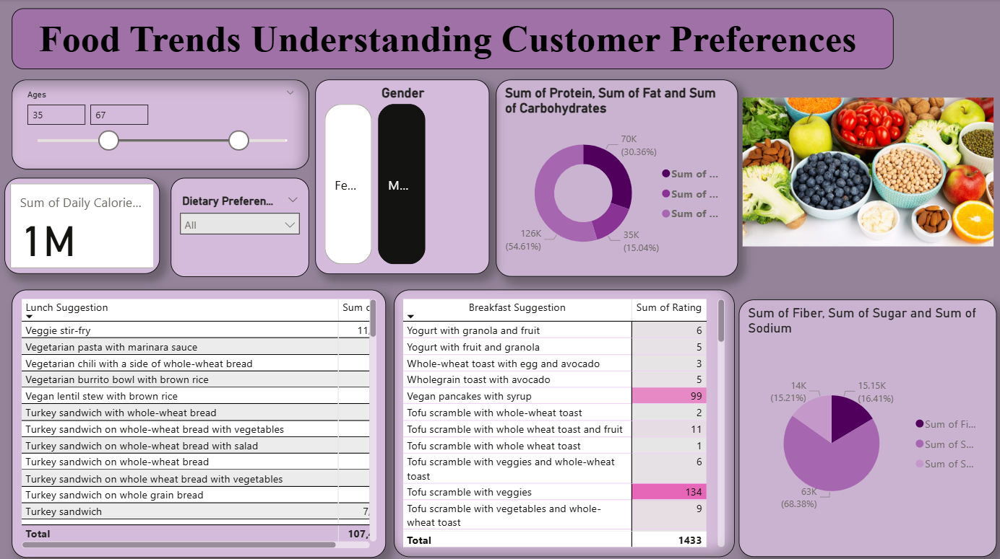 Food Trends Understanding Customer Preferences
Ages
35 67
Gender
Fe...
M...
Sum of Protein, Sum of Fat and Sum
of Carbohydrates
70K
(30.36%)
Sum of ...
Sum of ...
Sum of ...
126K
(54.61%)
35K
(15.04%)
Sum of Daily Calorie...
1M
Dietary Preferen...
All
Lunch Suggestion Sum
Veggie stir-fry 11,
Vegetarian pasta with marinara sauce
Vegetarian chili with a side of whole-wheat bread
Vegetarian burrito bowl with brown rice
Vegan lentil stew with brown rice
Turkey sandwich with whole-wheat bread
Turkey sandwich on whole-wheat bread with vegetables
Turkey sandwich on whole-wheat bread with salad
Turkey sandwich on whole-wheat bread
Turkey sandwich on whole wheat bread with vegetables
Turkey sandwich on whole grain bread
Turkey sandwich 7,
Total 107,
Breakfast Suggestion Sum of Rating
Yogurt with granola and fruit 6
Yogurt with fruit and granola 5
Whole-wheat toast with egg and avocado 3
Wholegrain toast with avocado 5
Vegan pancakes with syrup 99
Tofu scramble with whole-wheat toast 2
Tofu scramble with whole wheat toast and fruit 11
Tofu scramble with whole wheat toast 1
Tofu scramble with veggies and whole-wheat 6
toast
Tofu scramble with veggies 134
Tofu scramble with vegetables and whole- 9
wheat toast
Total 1433
Sum of Fiber, Sum of Sugar and Sum of
Sodium
14K
(15.21%)
15.15K
(16.41%)
Sum of Fi...
Sum of S...
Sum of S...
63K
(68.38%)